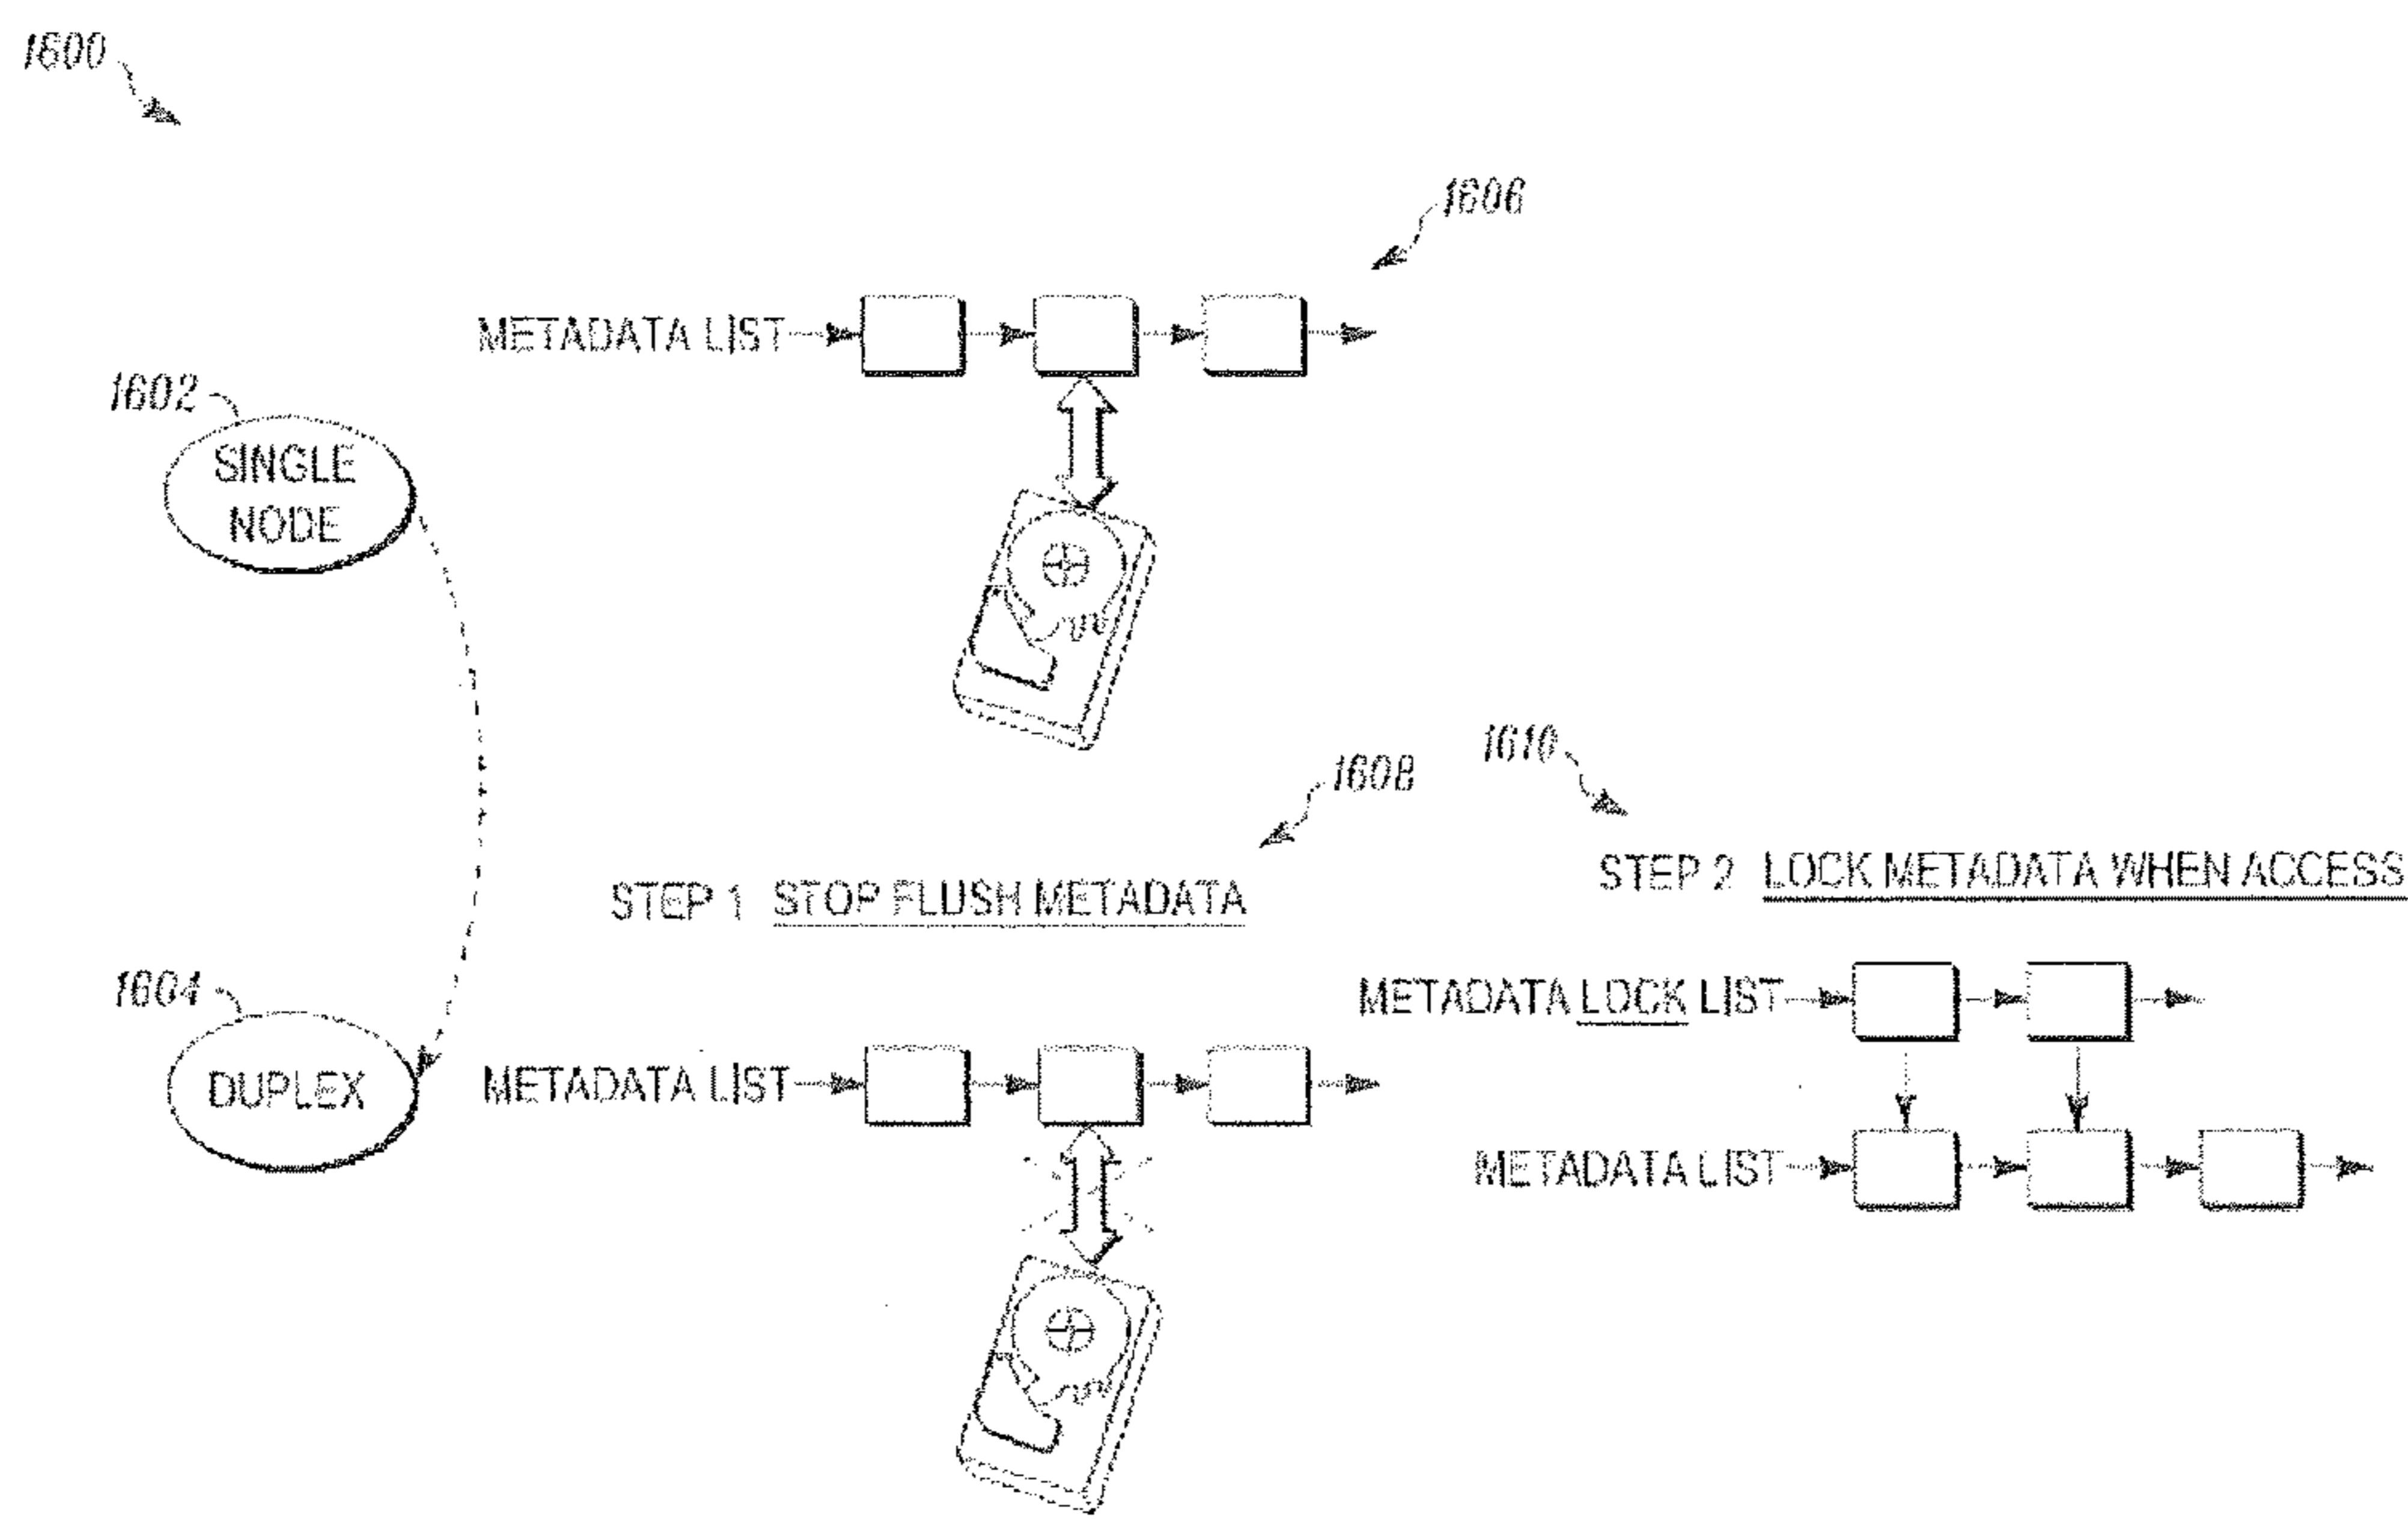 1600
1606
METADATA LIST
1602
SINGLE
NODE
1608
1610
STEP 1 STOP FLUSH METADATA
STEP 2 LOCK METADATA WHEN ACCESS
1604
DUPLEX
METADATA LIST
METADATA LOCK LIST
METADATA LIST